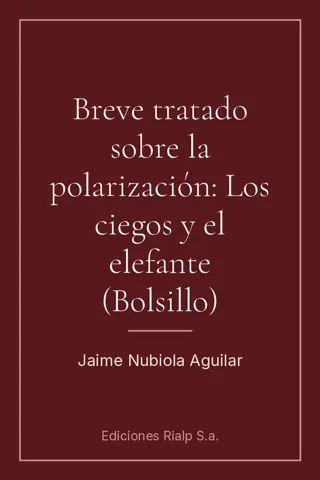 Breve tratado
sobre la
polarización: Los
ciegos y el
elefante
(Bolsillo)
Jaime Nubiola Aguilar
Ediciones Rialp S.a.